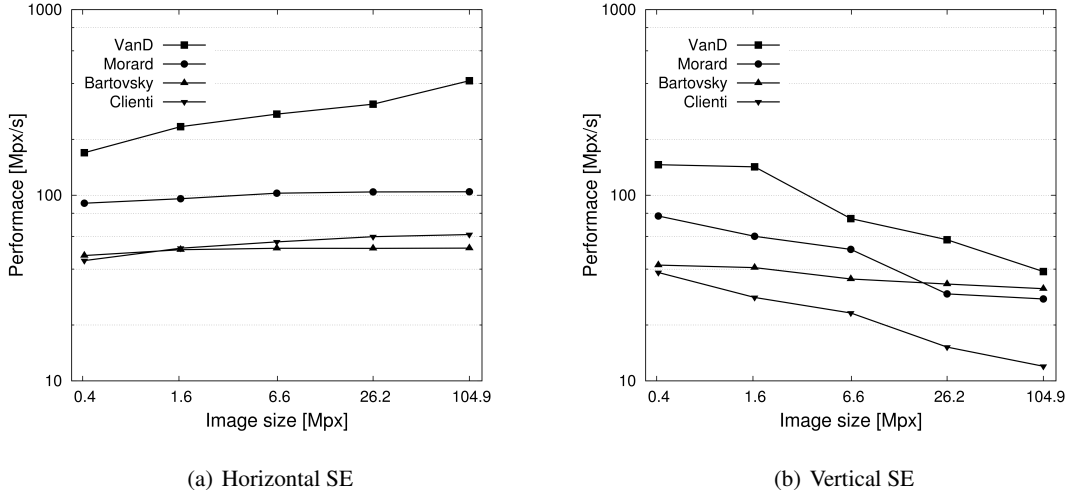 1000
100
10
Performace [Mpx/s]
VanD
Morard
Bartovsky
Clienti
0.4 1.6 6.6 26.2 104.9
Image size [Mpx]
(a) Horizontal SE
1000
100
10
Performace [Mpx/s]
VanD
Morard
Bartovsky
Clienti
0.4 1.6 6.6 26.2 104.9
Image size [Mpx]
(b) Vertical SE